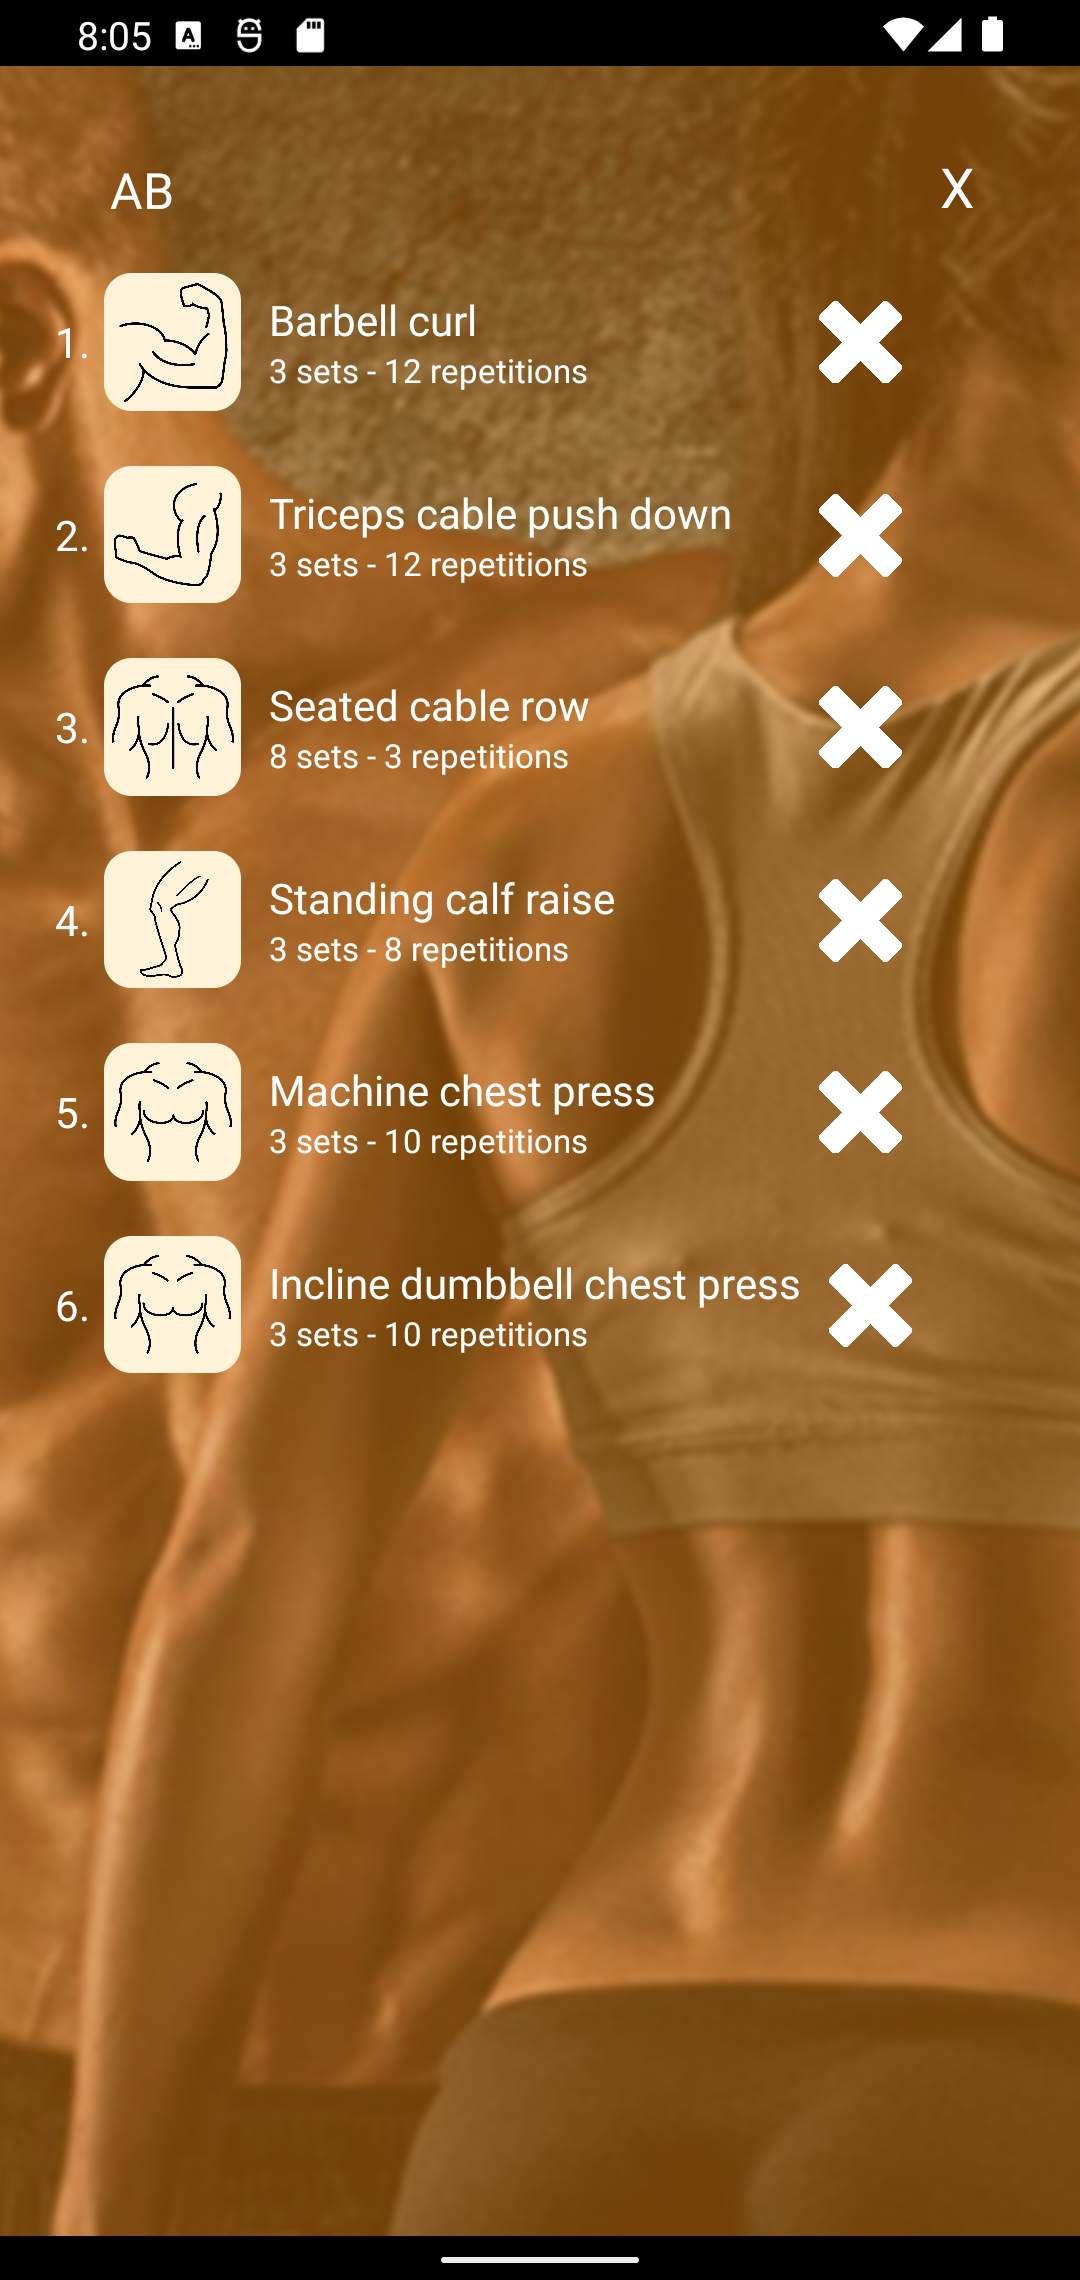 8:05
AB X
1. Barbell curl
3 sets - 12 repetitions
2. Triceps cable push down
3 sets - 12 repetitions
3. Seated cable row
8 sets - 3 repetitions
4. Standing calf raise
3 sets - 8 repetitions
5. Machine chest press
3 sets - 10 repetitions
6. Incline dumbbell chest press
3 sets - 10 repetitions